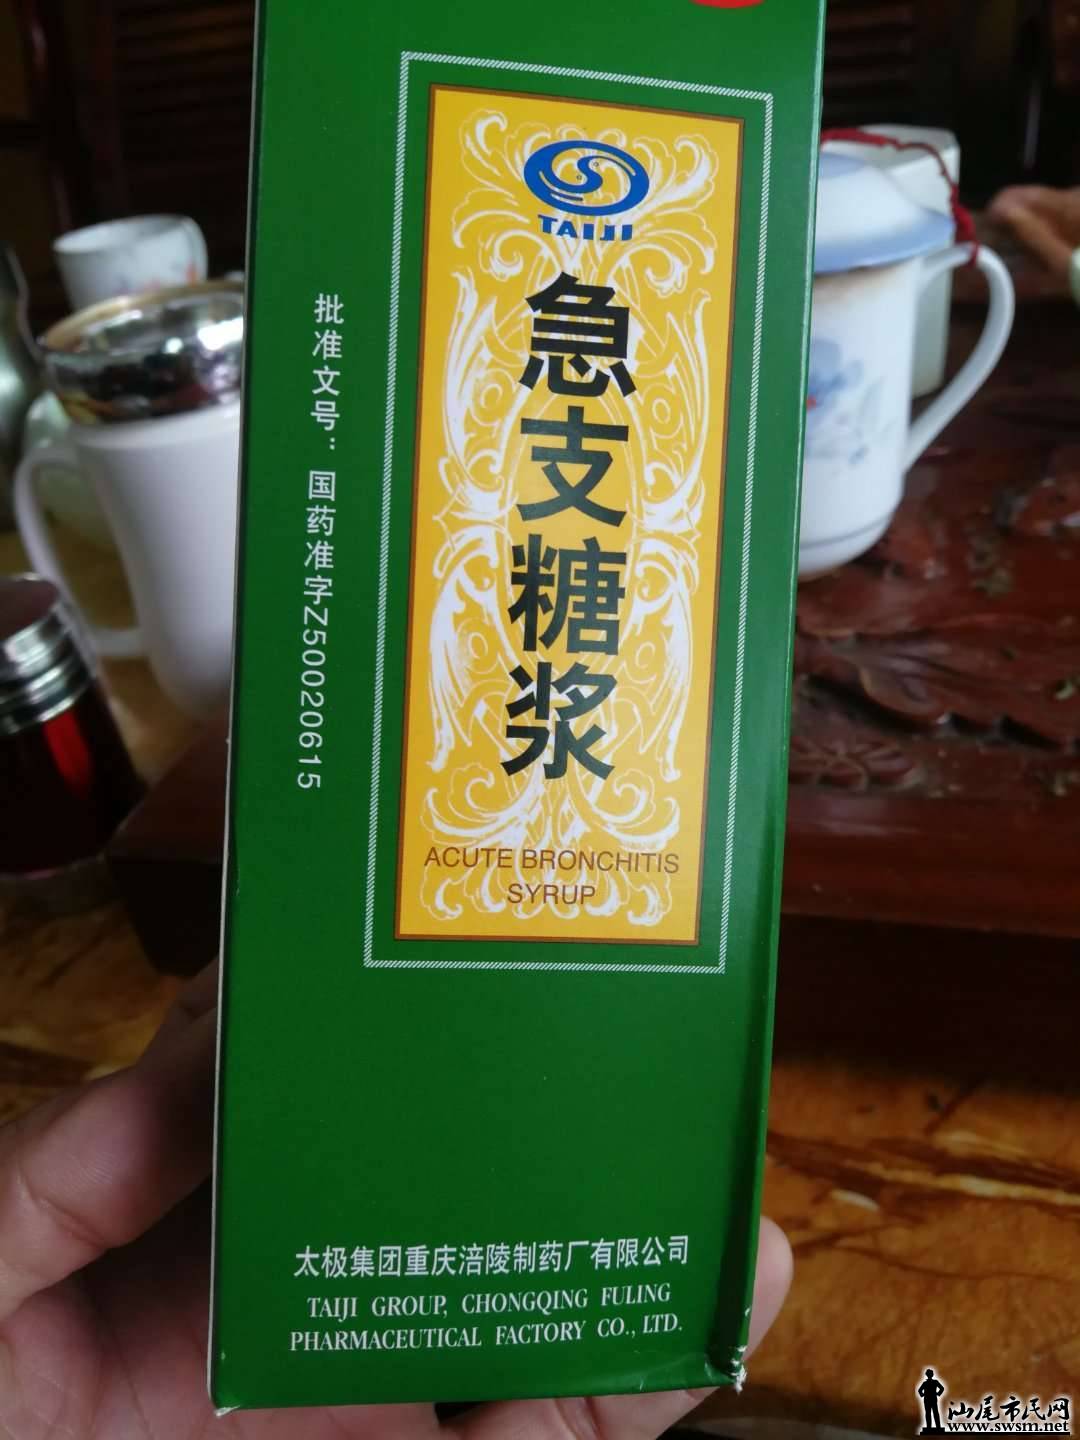 TAIJI
急支糖浆
ACUTE BRONCHITIS
SYRUP
批准文号：国药准字Z50020615
太极集团重庆涪陵制药厂有限公司
TAIJI GROUP, CHONGQING FULING
PHARMACEUTICAL FACTORY CO., LTD.
汕尾市民网
www.swsm.net